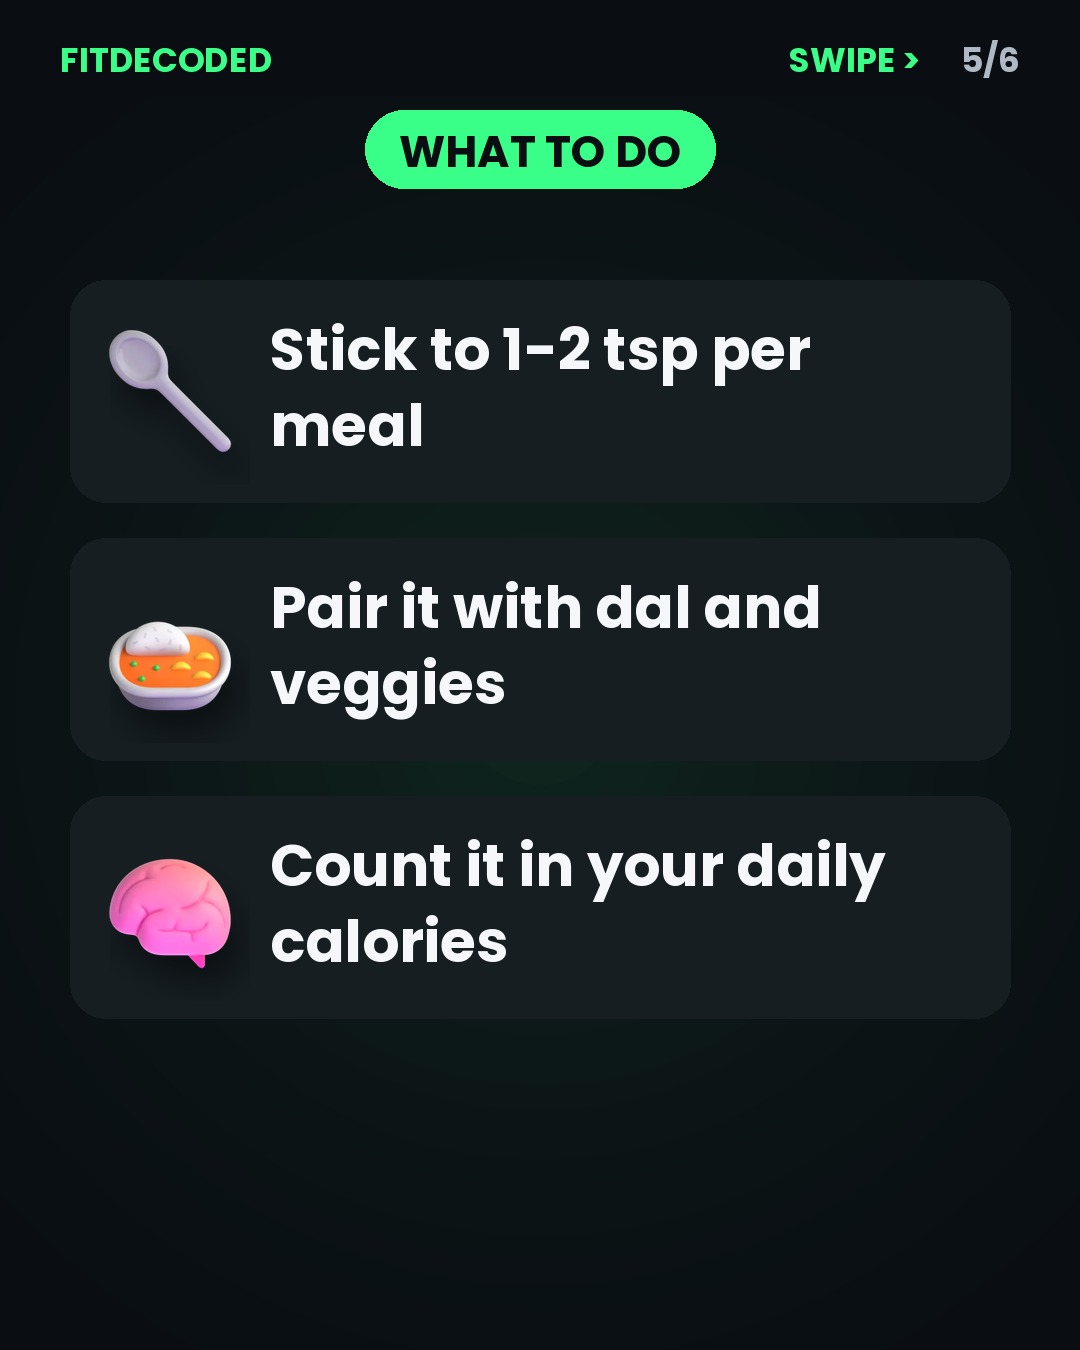 FITDECODED
SWIPE > 5/6
WHAT TO DO
Stick to 1-2 tsp per
meal
Pair it with dal and
veggies
Count it in your daily
calories